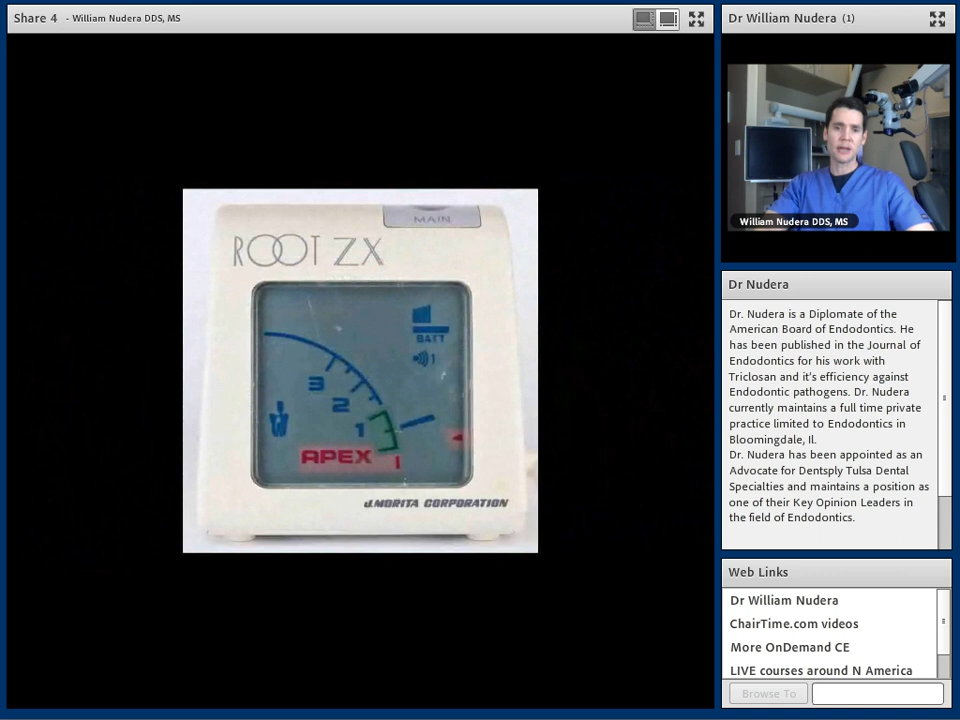 Share 4 - William Nudera DDS, MS
MAIN
ROOT ZX
BATT
1
3
2
1
APEX
J.MORITA CORPORATION
Dr William Nudera (1)
William Nudera DDS, MS
Dr Nudera
Dr. Nudera is a Diplomate of the
American Board of Endodontics. He
has been published in the Journal of
Endodontics for his work with
Triclosan and it's efficiency against
Endodontic pathogens. Dr. Nudera
currently maintains a full time private
practice limited to Endodontics in
Bloomingdale, Il.
Dr. Nudera has been appointed as an
Advocate for Dentsply Tulsa Dental
Specialties and maintains a position as
one of their Key Opinion Leaders in
the field of Endodontics.
Web Links
Dr William Nudera
ChairTime.com videos
More OnDemand CE
LIVE courses around N America
Browse To